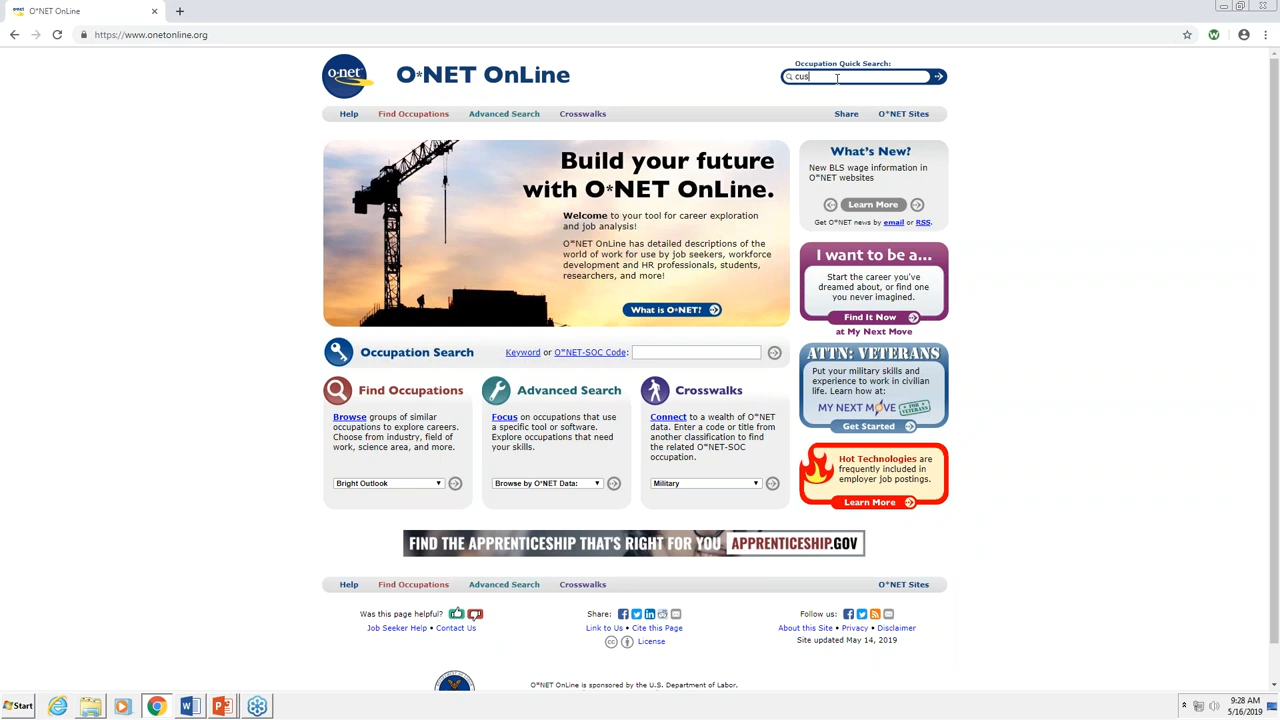 O*NET OnLine
https://www.onetonline.org
o·net
O*NET OnLine
Occupation Quick Search:
cus
Help
Find Occupations
Advanced Search
Crosswalks
Share
O*NET Sites
Build your future
with O*NET OnLine.
Welcome to your tool for career exploration
and job analysis!
O*NET OnLine has detailed descriptions of the
world of work for use by job seekers, workforce
development and HR professionals, students,
researchers, and more!
What is O*NET?
What's New?
New BLS wage information in
O*NET websites
Learn More
Get O*NET news by email or RSS.
I want to be a...
Start the career you've
dreamed about, or find one
you never imagined.
Find It Now
at My Next Move
ATTN: VETERANS
Put your military skills and
experience to work in civilian
life. Learn how at:
MY NEXT MOVE FOR VETERANS
Get Started
Hot Technologies are
frequently included in
employer job postings.
Learn More
Occupation Search
Keyword or O*NET-SOC Code:
Find Occupations
Browse groups of similar
occupations to explore careers.
Choose from industry, field of
work, science area, and more.
Bright Outlook
Advanced Search
Focus on occupations that use
a specific tool or software.
Explore occupations that need
your skills.
Browse by O*NET Data:
Crosswalks
Connect to a wealth of O*NET
data. Enter a code or title from
another classification to find
the related O*NET-SOC
occupation.
Military
FIND THE APPRENTICESHIP THAT'S RIGHT FOR YOU APPRENTICESHIP.GOV
Help
Find Occupations
Advanced Search
Crosswalks
O*NET Sites
Was this page helpful?
Job Seeker Help • Contact Us
Share:
Link to Us • Cite this Page
License
Follow us:
About this Site • Privacy • Disclaimer
Site updated May 14, 2019
O*NET OnLine is sponsored by the U.S. Department of Labor.
Start
9:28 AM
5/16/2019